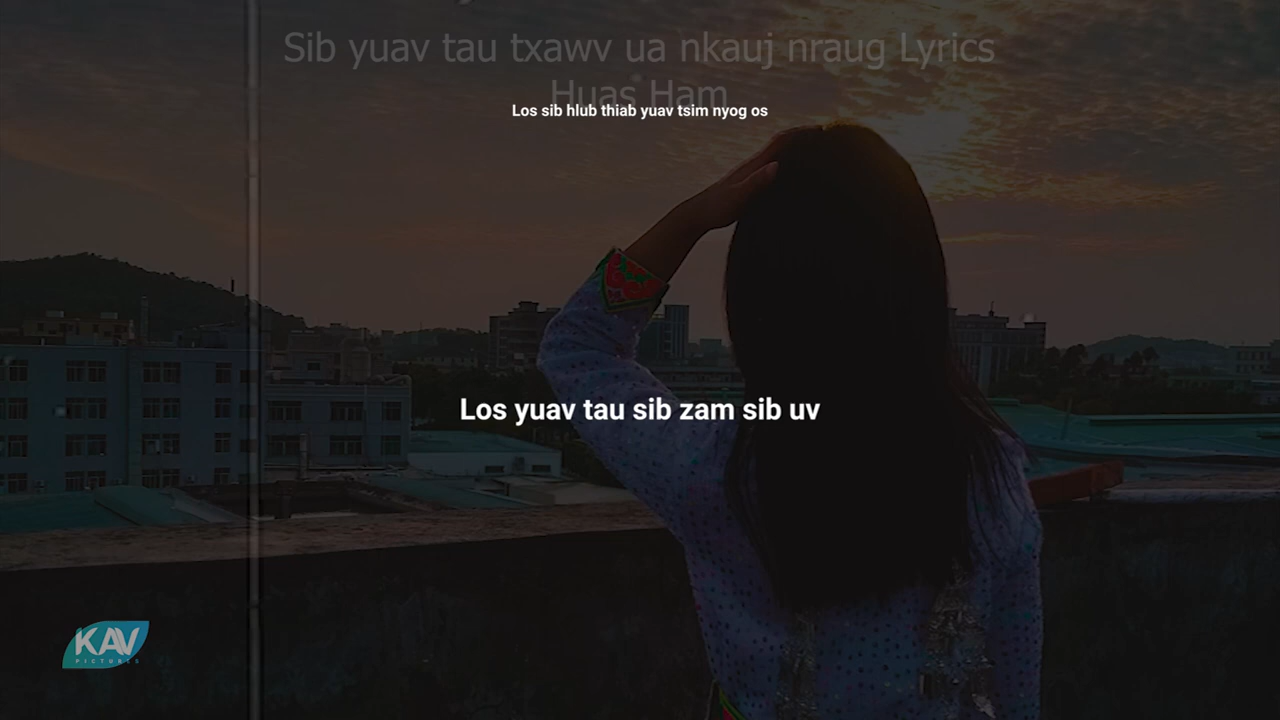 Sib yuav tau txawv ua nkauj nraug Lyrics
Huas Ham
Los sib hlub thiab yuav tsim nyog os
Los yuav tau sib zam sib uv
KAV
PICTURES